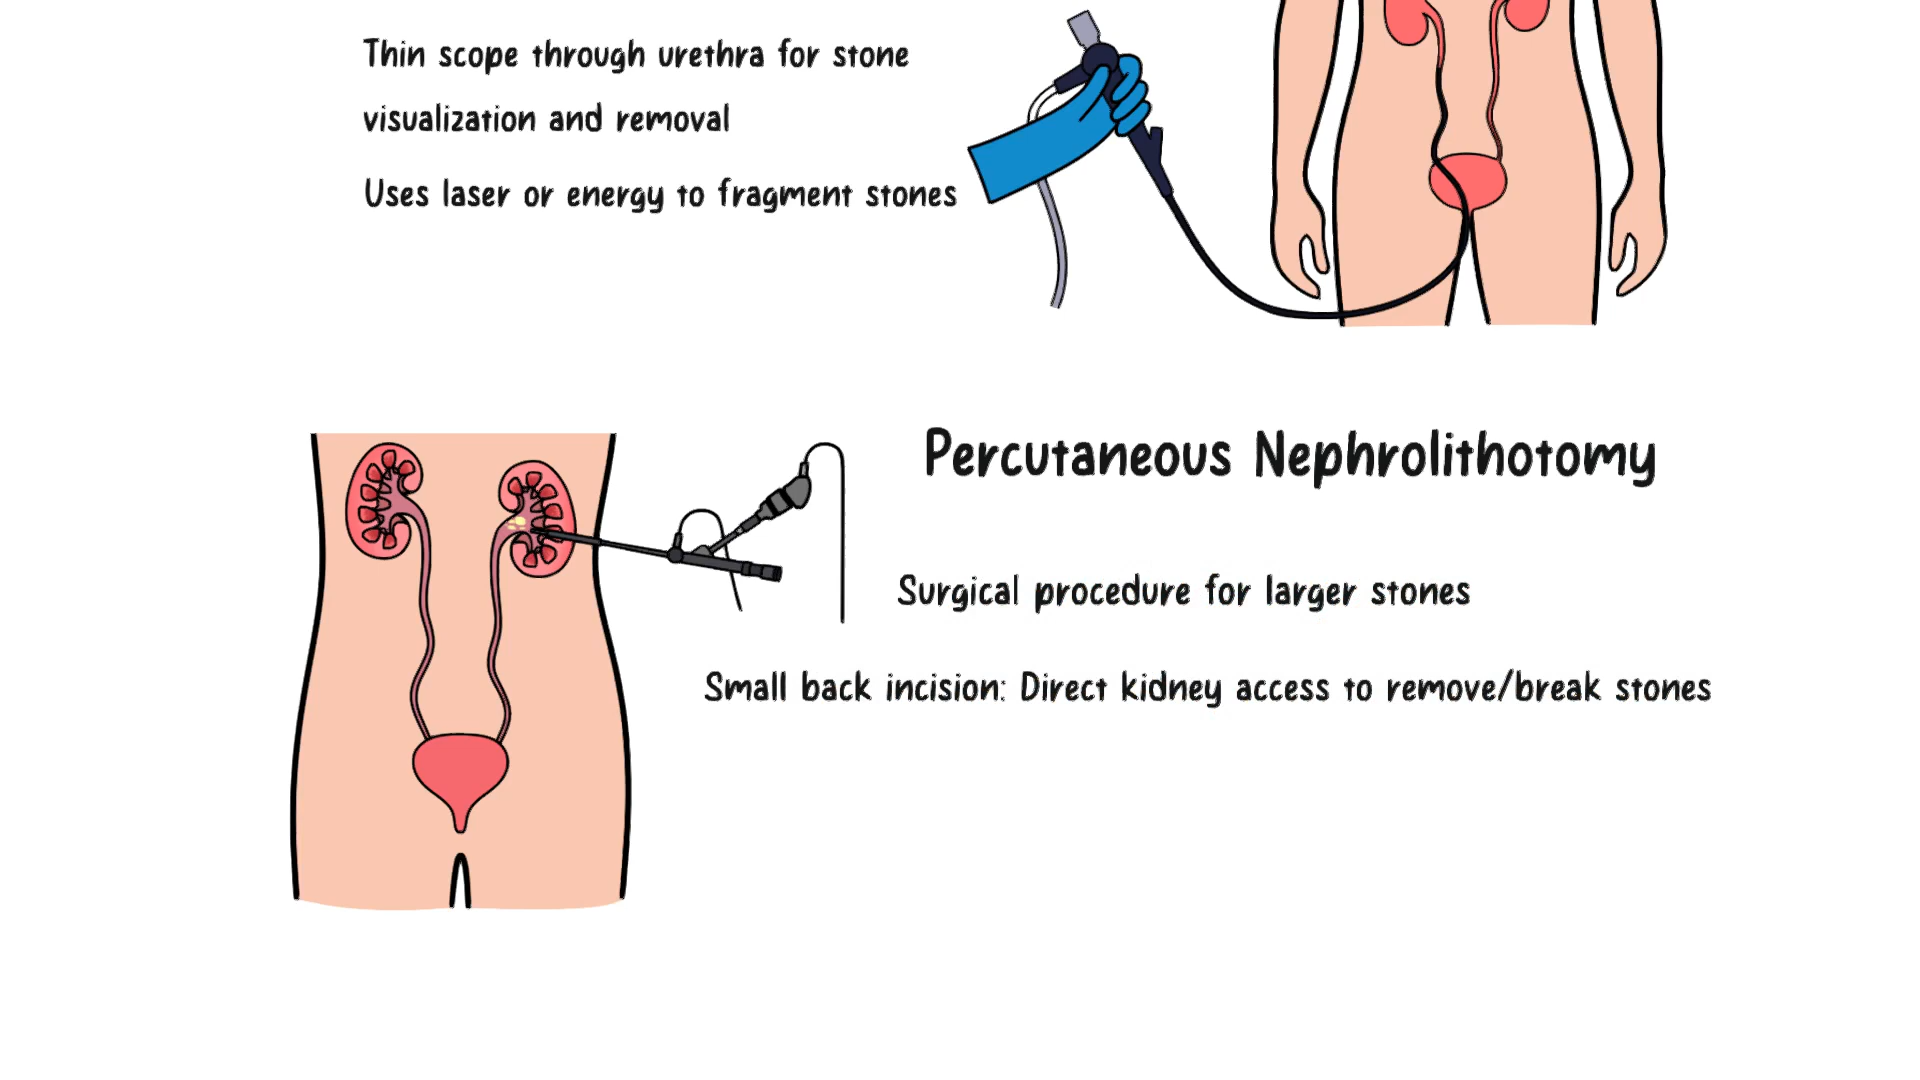 Thin scope through urethra for stone
visualization and removal
Uses laser or energy to fragment stones
Percutaneous Nephrolithotomy
Surgical procedure for larger stones
Small back incision: Direct kidney access to remove/break stones